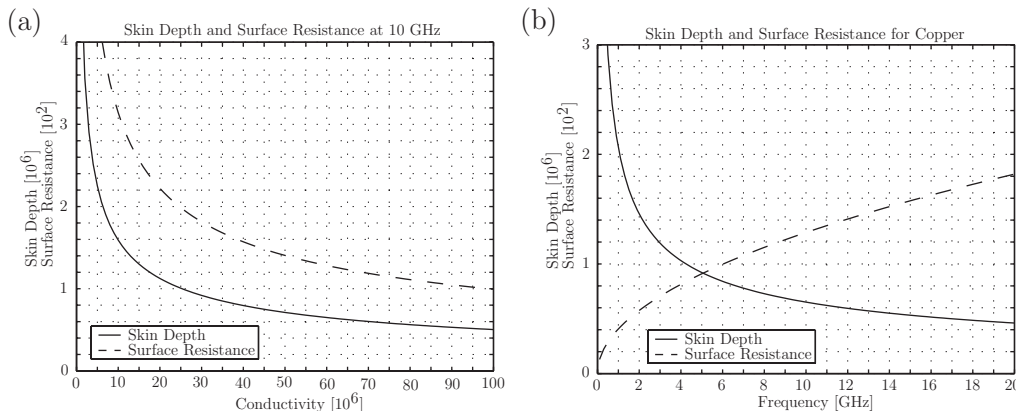 (a)
Skin Depth and Surface Resistance at 10 GHz
4
3
2
1
0
Skin Depth [10^6]
Surface Resistance [10^2]
Skin Depth
Surface Resistance
0 10 20 30 40 50 60 70 80 90 100
Conductivity [10^6]
(b)
Skin Depth and Surface Resistance for Copper
3
2
1
0
Skin Depth [10^6]
Surface Resistance [10^2]
Skin Depth
Surface Resistance
0 2 4 6 8 10 12 14 16 18 20
Frequency [GHz]